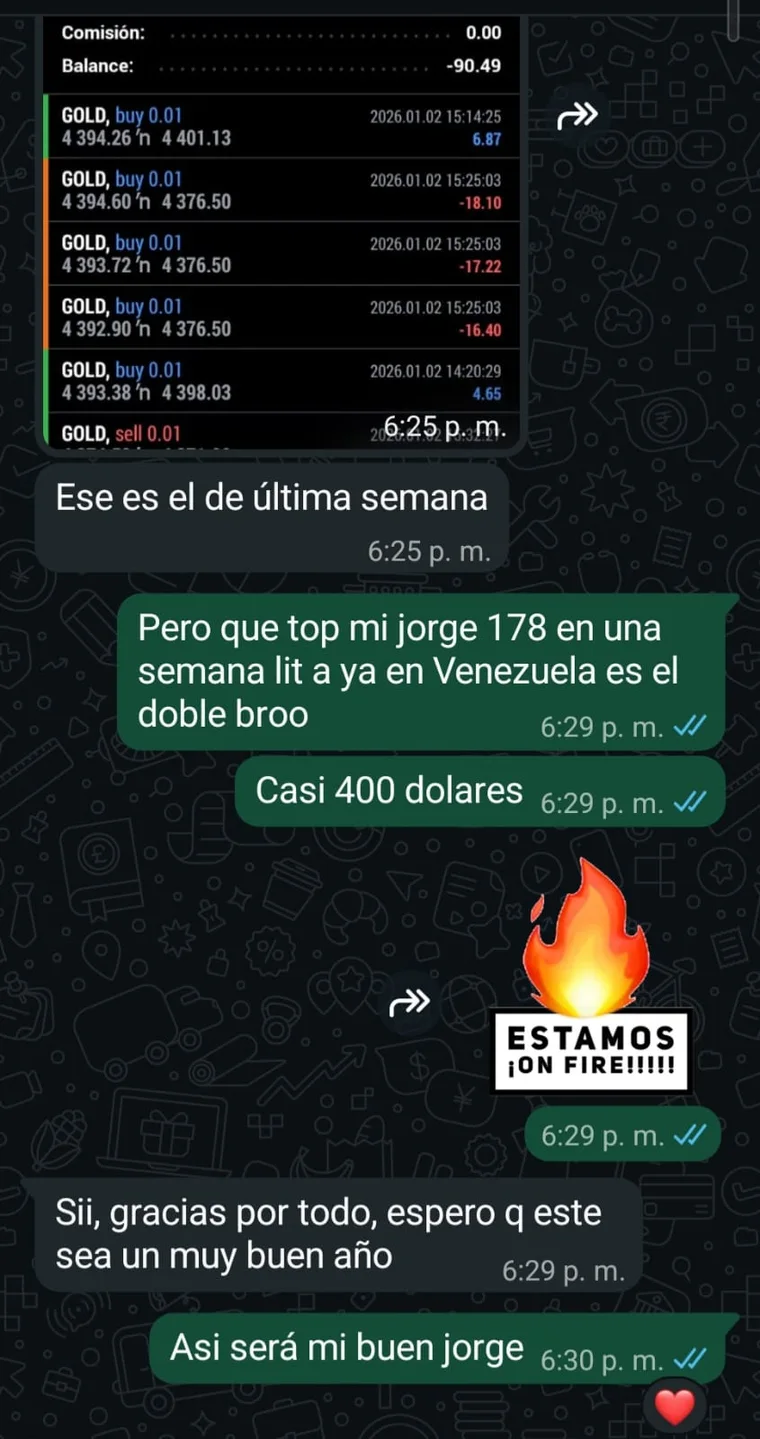 Comisión: 0.00
Balance: -90.49
GOLD, buy 0.01 2026.01.02 15:14:25
4 394.26 'n 4 401.13 6.87
GOLD, buy 0.01 2026.01.02 15:25:03
4 394.60 'n 4 376.50 -18.10
GOLD, buy 0.01 2026.01.02 15:25:03
4 393.72 'n 4 376.50 -17.22
GOLD, buy 0.01 2026.01.02 15:25:03
4 392.90 'n 4 376.50 -16.40
GOLD, buy 0.01 2026.01.02 14:20:29
4 393.38 'n 4 398.03 4.65
GOLD, sell 0.01
6:25 p. m.
Ese es el de última semana
6:25 p. m.
Pero que top mi jorge 178 en una
semana lit a ya en Venezuela es el
doble broo
6:29 p. m.
Casi 400 dolares 6:29 p. m.
ESTAMOS
¡ON FIRE!!!!!
6:29 p. m.
Sii, gracias por todo, espero q este
sea un muy buen año
6:29 p. m.
Asi será mi buen jorge 6:30 p. m.